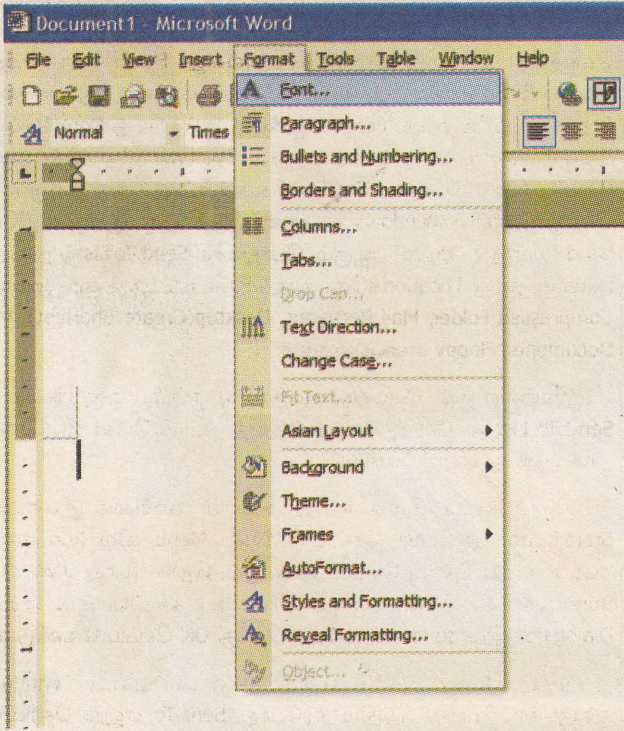 Document1 - Microsoft Word
File Edit View Insert Format Tools Table Window Help
Normal Times
Font...
Paragraph...
Bullets and Numbering...
Borders and Shading...
Columns...
Tabs...
Drop Cap...
Text Direction...
Change Case...
Fit Text...
Asian Layout
Background
Theme...
Frames
AutoFormat...
Styles and Formatting...
Reveal Formatting...
Object...